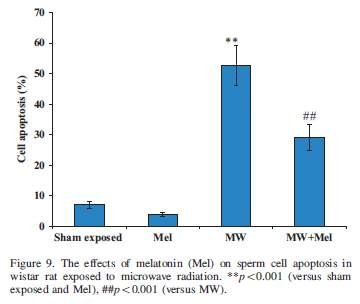 70
60
**
50
40
##
30
20
10
0
Cell apoptosis (%)
Sham exposed Mel MW MW+Mel
Figure 9. The effects of melatonin (Mel) on sperm cell apoptosis in
wistar rat exposed to microwave radiation. **p<0.001 (versus sham
exposed and Mel), ##p<0.001 (versus MW).